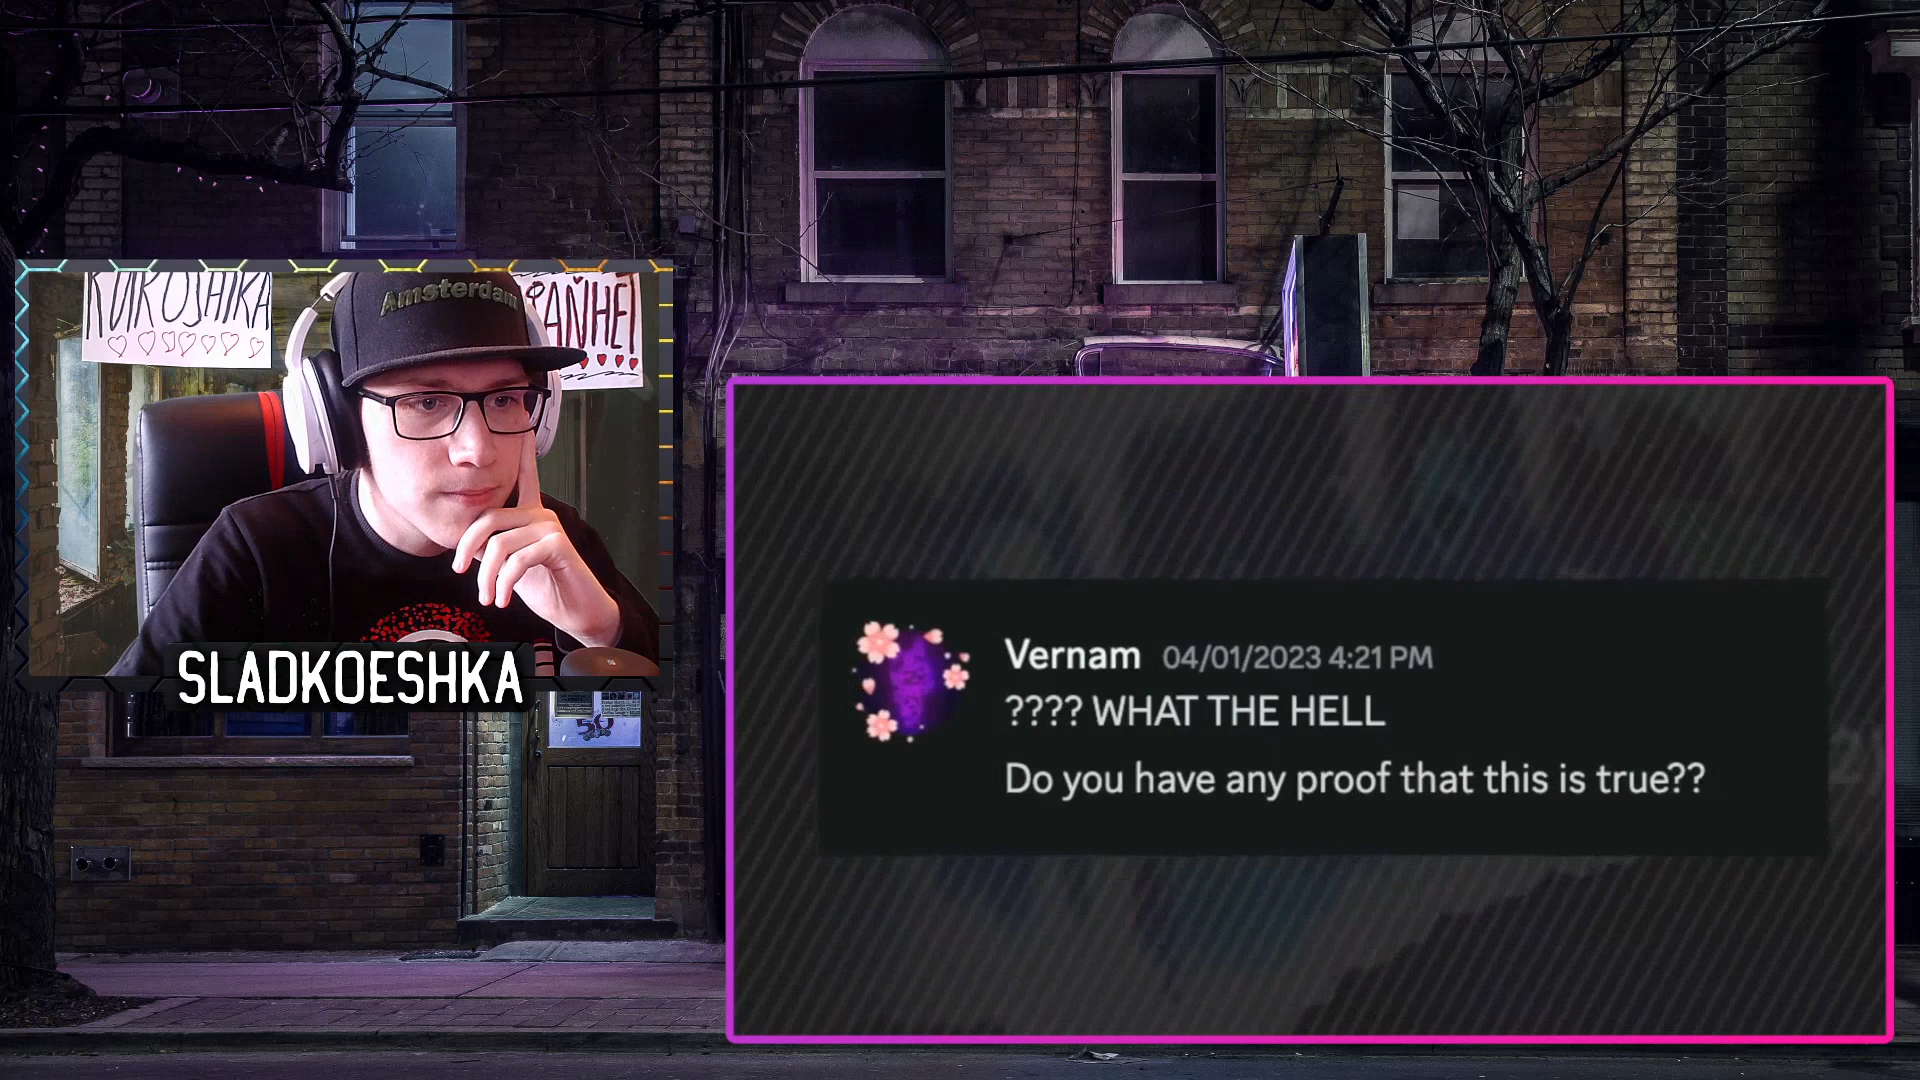 KUROSHKA
Amsterdam
SLADKOESHKA
Vernam 04/01/2023 4:21 PM
???? WHAT THE HELL
Do you have any proof that this is true??